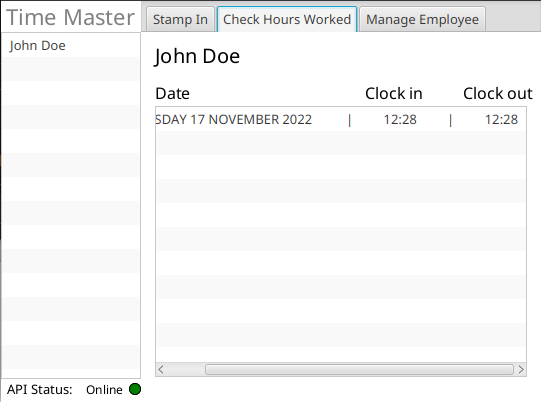 Time Master
Stamp In
Check Hours Worked
Manage Employee
John Doe
John Doe
Date Clock in Clock out
SDAY 17 NOVEMBER 2022 | 12:28 | 12:28
API Status: Online